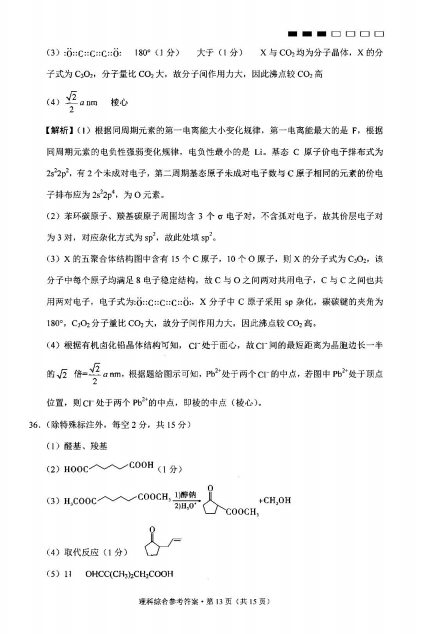 (3) :Ö::C::C::C::Ö: 180°（1分） 大于（1分） X与CO₂均为分子晶体，X的分
子式为C₃O₂，分子量比CO₂大，故分子间作用力大，因此沸点较CO₂高
(4) √2/2 a nm 棱心
【解析】(1) 根据同周期元素的第一电离能大小变化规律，第一电离能最大的是 F，根据
同周期元素的电负性强弱变化规律，电负性最小的是 Li。基态 C 原子价电子排布式为
2s²2p²，有2个未成对电子，第二周期基态原子未成对电子数与C原子相同的元素的价电
子排布应为2s²2p⁴，为O元素。
(2) 苯环碳原子、羰基碳原子周围均含 3 个 σ 电子对，不含孤对电子，故其价层电子对
为3对，对应杂化方式为sp²，故此处填sp²。
(3) X的五聚合体结构图中含有15个C原子，10个O原子，则X的分子式为C₃O₂，该
分子中每个原子均满足8电子稳定结构，故C与O之间两对共用电子，C与C之间也共
用两对电子，电子式为:Ö::C::C::C::Ö:，X分子中C原子采用sp杂化，碳碳键的夹角为
180°，C₃O₂分子量比CO₂大，故分子间作用力大，因此沸点较CO₂高。
(4) 根据有机卤化铅晶体结构可知，Cl⁻处于面心，故Cl⁻间的最短距离为晶胞边长一半
的√2 倍=√2/2 a nm，根据题给图示可知，Pb²⁺处于两个Cl⁻的中点，若图中Pb²⁺处于顶点
位置，则Cl⁻处于两个Pb²⁺的中点，即棱的中点（棱心）。
36.（除特殊标注外，每空2分，共15分）
(1) 醛基、羧基
(2) HOOC COOH（1分）
(3) H₃COOC COOCH₃ 1)醇钠 2)H₃O⁺ O COOCH₃ +CH₃OH
(4) 取代反应（1分） O
(5) 11 OHCC(CH₃)₂CH₂COOH
理科综合参考答案·第13页（共15页）